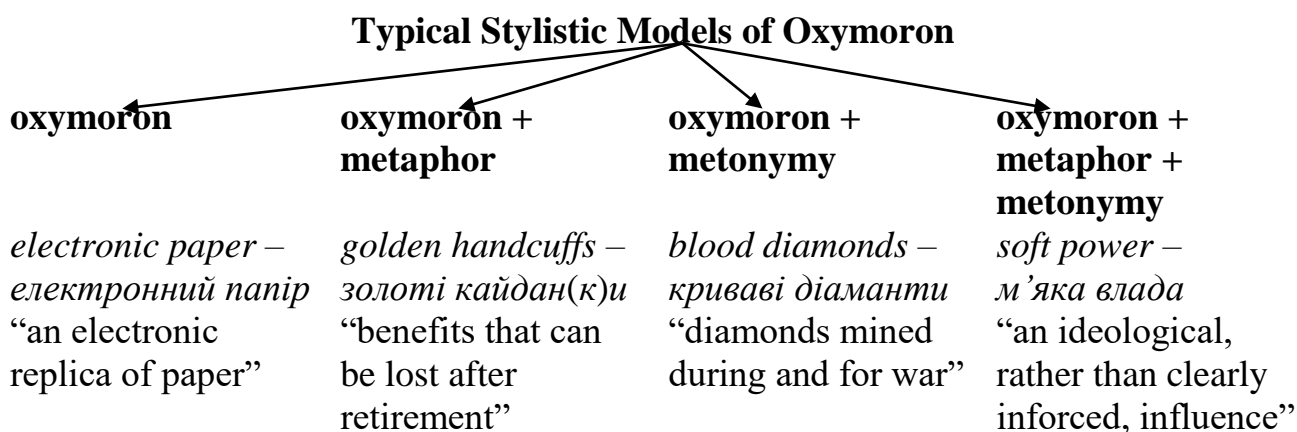 Typical Stylistic Models of Oxymoron
oxymoron
oxymoron +
metaphor
oxymoron +
metonymy
oxymoron +
metaphor +
metonymy
electronic paper –
електронний папір
“an electronic
replica of paper”
golden handcuffs –
золоті кайдан(к)и
“benefits that can
be lost after
retirement”
blood diamonds –
криваві діаманти
“diamonds mined
during and for war”
soft power –
м’яка влада
“an ideological,
rather than clearly
inforced, influence”